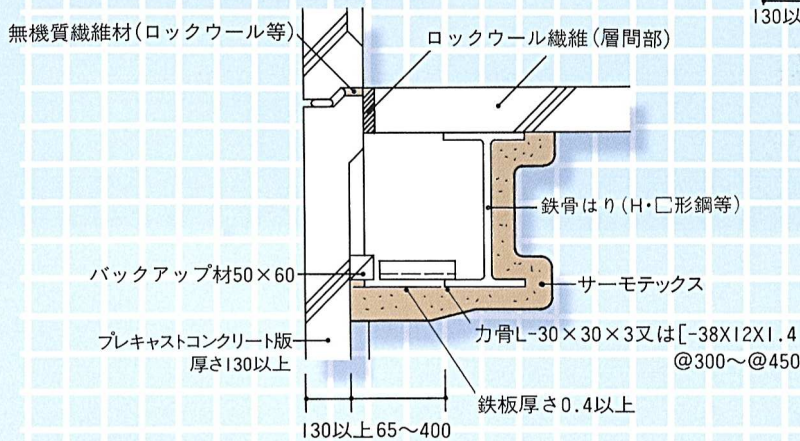 130以
無機質繊維材(ロックウール等)
ロックウール繊維(層間部)
鉄骨はり(H・□形鋼等)
バックアップ材50×60
サーモテックス
プレキャストコンクリート版
厚さ130以上
力骨L-30×30×3又は[-38X12X1.4
@300〜@450
鉄板厚さ0.4以上
130以上 65〜400